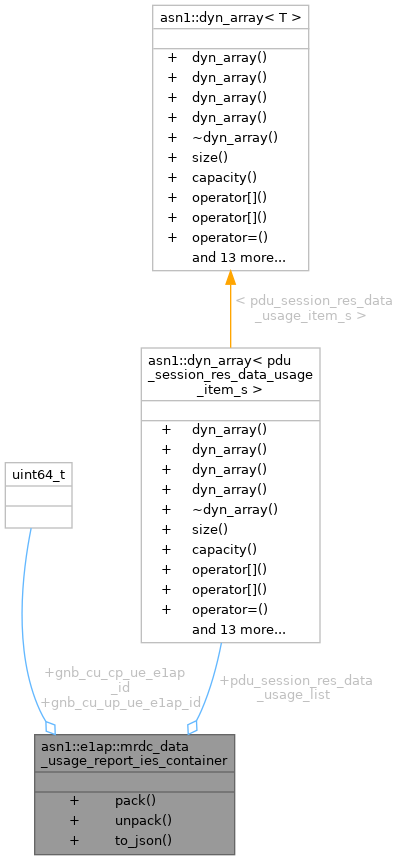 asn1::dyn_array< T >
+ dyn_array()
+ dyn_array()
+ dyn_array()
+ dyn_array()
+ ~dyn_array()
+ size()
+ capacity()
+ operator[]()
+ operator[]()
+ operator=()
and 13 more...
< pdu_session_res_data
_usage_item_s >
asn1::dyn_array< pdu
_session_res_data_usage
_item_s >
+ dyn_array()
+ dyn_array()
+ dyn_array()
+ dyn_array()
+ ~dyn_array()
+ size()
+ capacity()
+ operator[]()
+ operator[]()
+ operator=()
and 13 more...
uint64_t
+gnb_cu_cp_ue_e1ap
_id
+gnb_cu_up_ue_e1ap_id
+pdu_session_res_data
_usage_list
asn1::e1ap::mrdc_data
_usage_report_ies_container
+ pack()
+ unpack()
+ to_json()